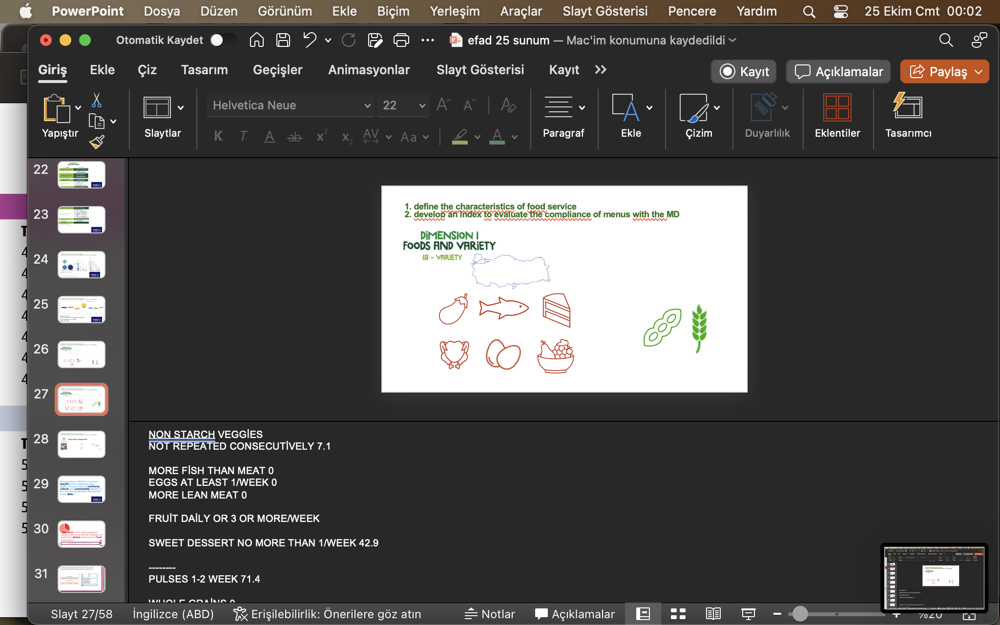 PowerPoint Dosya Düzen Görünüm Ekle Biçim Yerleşim Araçlar Slayt Gösterisi Pencere Yardım 25 Ekim Cmt 00:02
Otomatik Kaydet efad 25 sunum — Mac'im konumuna kaydedildi
Giriş Ekle Çiz Tasarım Geçişler Animasyonlar Slayt Gösterisi Kayıt Kayıt Açıklamalar Paylaş
Helvetica Neue 22
Yapıştır Slaytlar Paragraf Ekle Çizim Duyarlılık Eklentiler Tasarımcı
22
23
24
25
26
27
28
29
30
31
1. define the characteristics of food service
2. develop an index to evaluate the compliance of menus with the MD
DiMENSION I
FOODS AND VARiETY
IB - VARiETY
NON STARCH VEGGİES
NOT REPEATED CONSECUTİVELY 7.1
MORE FİSH THAN MEAT 0
EGGS AT LEAST 1/WEEK 0
MORE LEAN MEAT 0
FRUİT DAİLY OR 3 OR MORE/WEEK
SWEET DESSERT NO MORE THAN 1/WEEK 42.9
--------
PULSES 1-2 WEEK 71.4
WHOLE GRAİNS 0
Slayt 27/58 İngilizce (ABD) Erişilebilirlik: Önerilere göz atın Notlar Açıklamalar %20